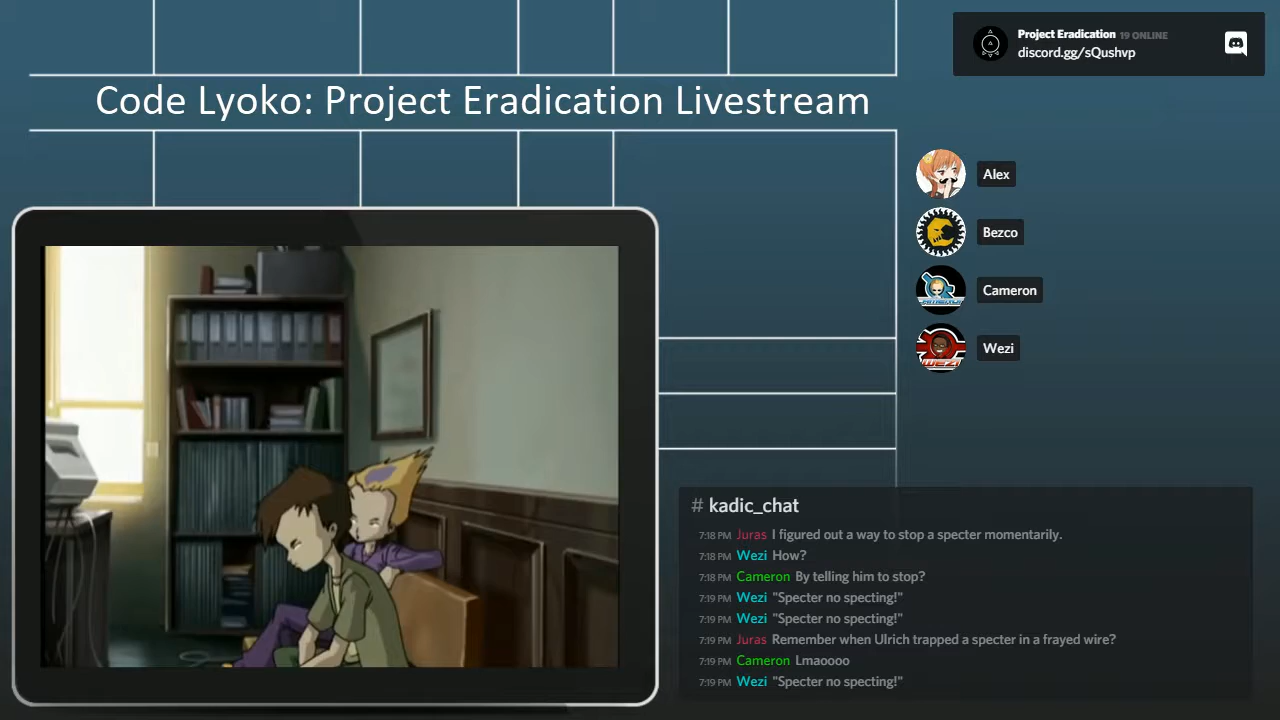 Project Eradication 19 ONLINE
discord.gg/sQushvp
Code Lyoko: Project Eradication Livestream
Alex
Bezco
Cameron
Wezi
WEZI
# kadic_chat
7:18 PM Juras I figured out a way to stop a specter momentarily.
7:18 PM Wezi How?
7:18 PM Cameron By telling him to stop?
7:19 PM Wezi "Specter no specting!"
7:19 PM Wezi "Specter no specting!"
7:19 PM Juras Remember when Ulrich trapped a specter in a frayed wire?
7:19 PM Cameron Lmaoooo
7:19 PM Wezi "Specter no specting!"